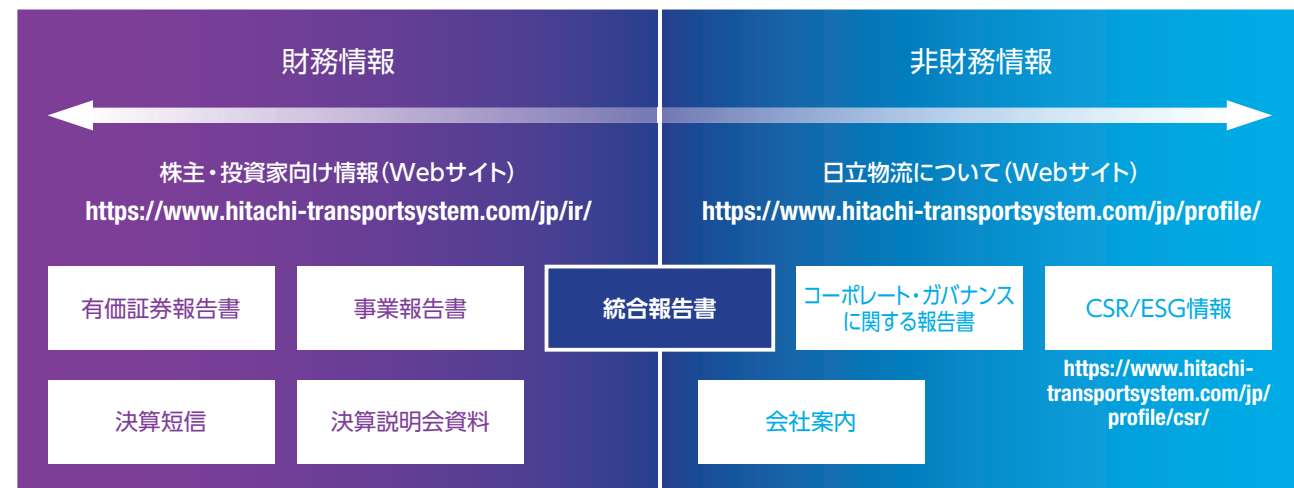 財務情報
非財務情報
株主・投資家向け情報(Webサイト)
https://www.hitachi-transportsystem.com/jp/ir/
日立物流について(Webサイト)
https://www.hitachi-transportsystem.com/jp/profile/
有価証券報告書
事業報告書
統合報告書
コーポレート・ガバナンス
に関する報告書
CSR/ESG情報
https://www.hitachi-
transportsystem.com/jp/
profile/csr/
決算短信
決算説明会資料
会社案内